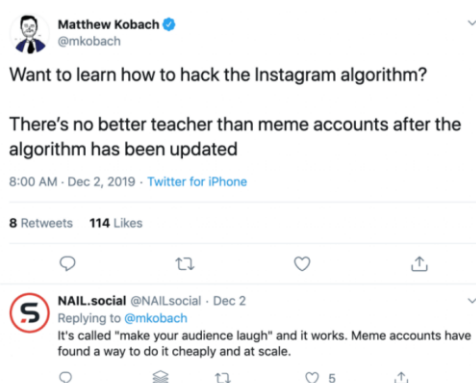 Matthew Kobach
@mkobach
Want to learn how to hack the Instagram algorithm?
There's no better teacher than meme accounts after the
algorithm has been updated
8:00 AM · Dec 2, 2019 · Twitter for iPhone
8 Retweets 114 Likes
S
NAIL.social @NAILsocial · Dec 2
Replying to @mkobach
It's called "make your audience laugh" and it works. Meme accounts have
found a way to do it cheaply and at scale.
5